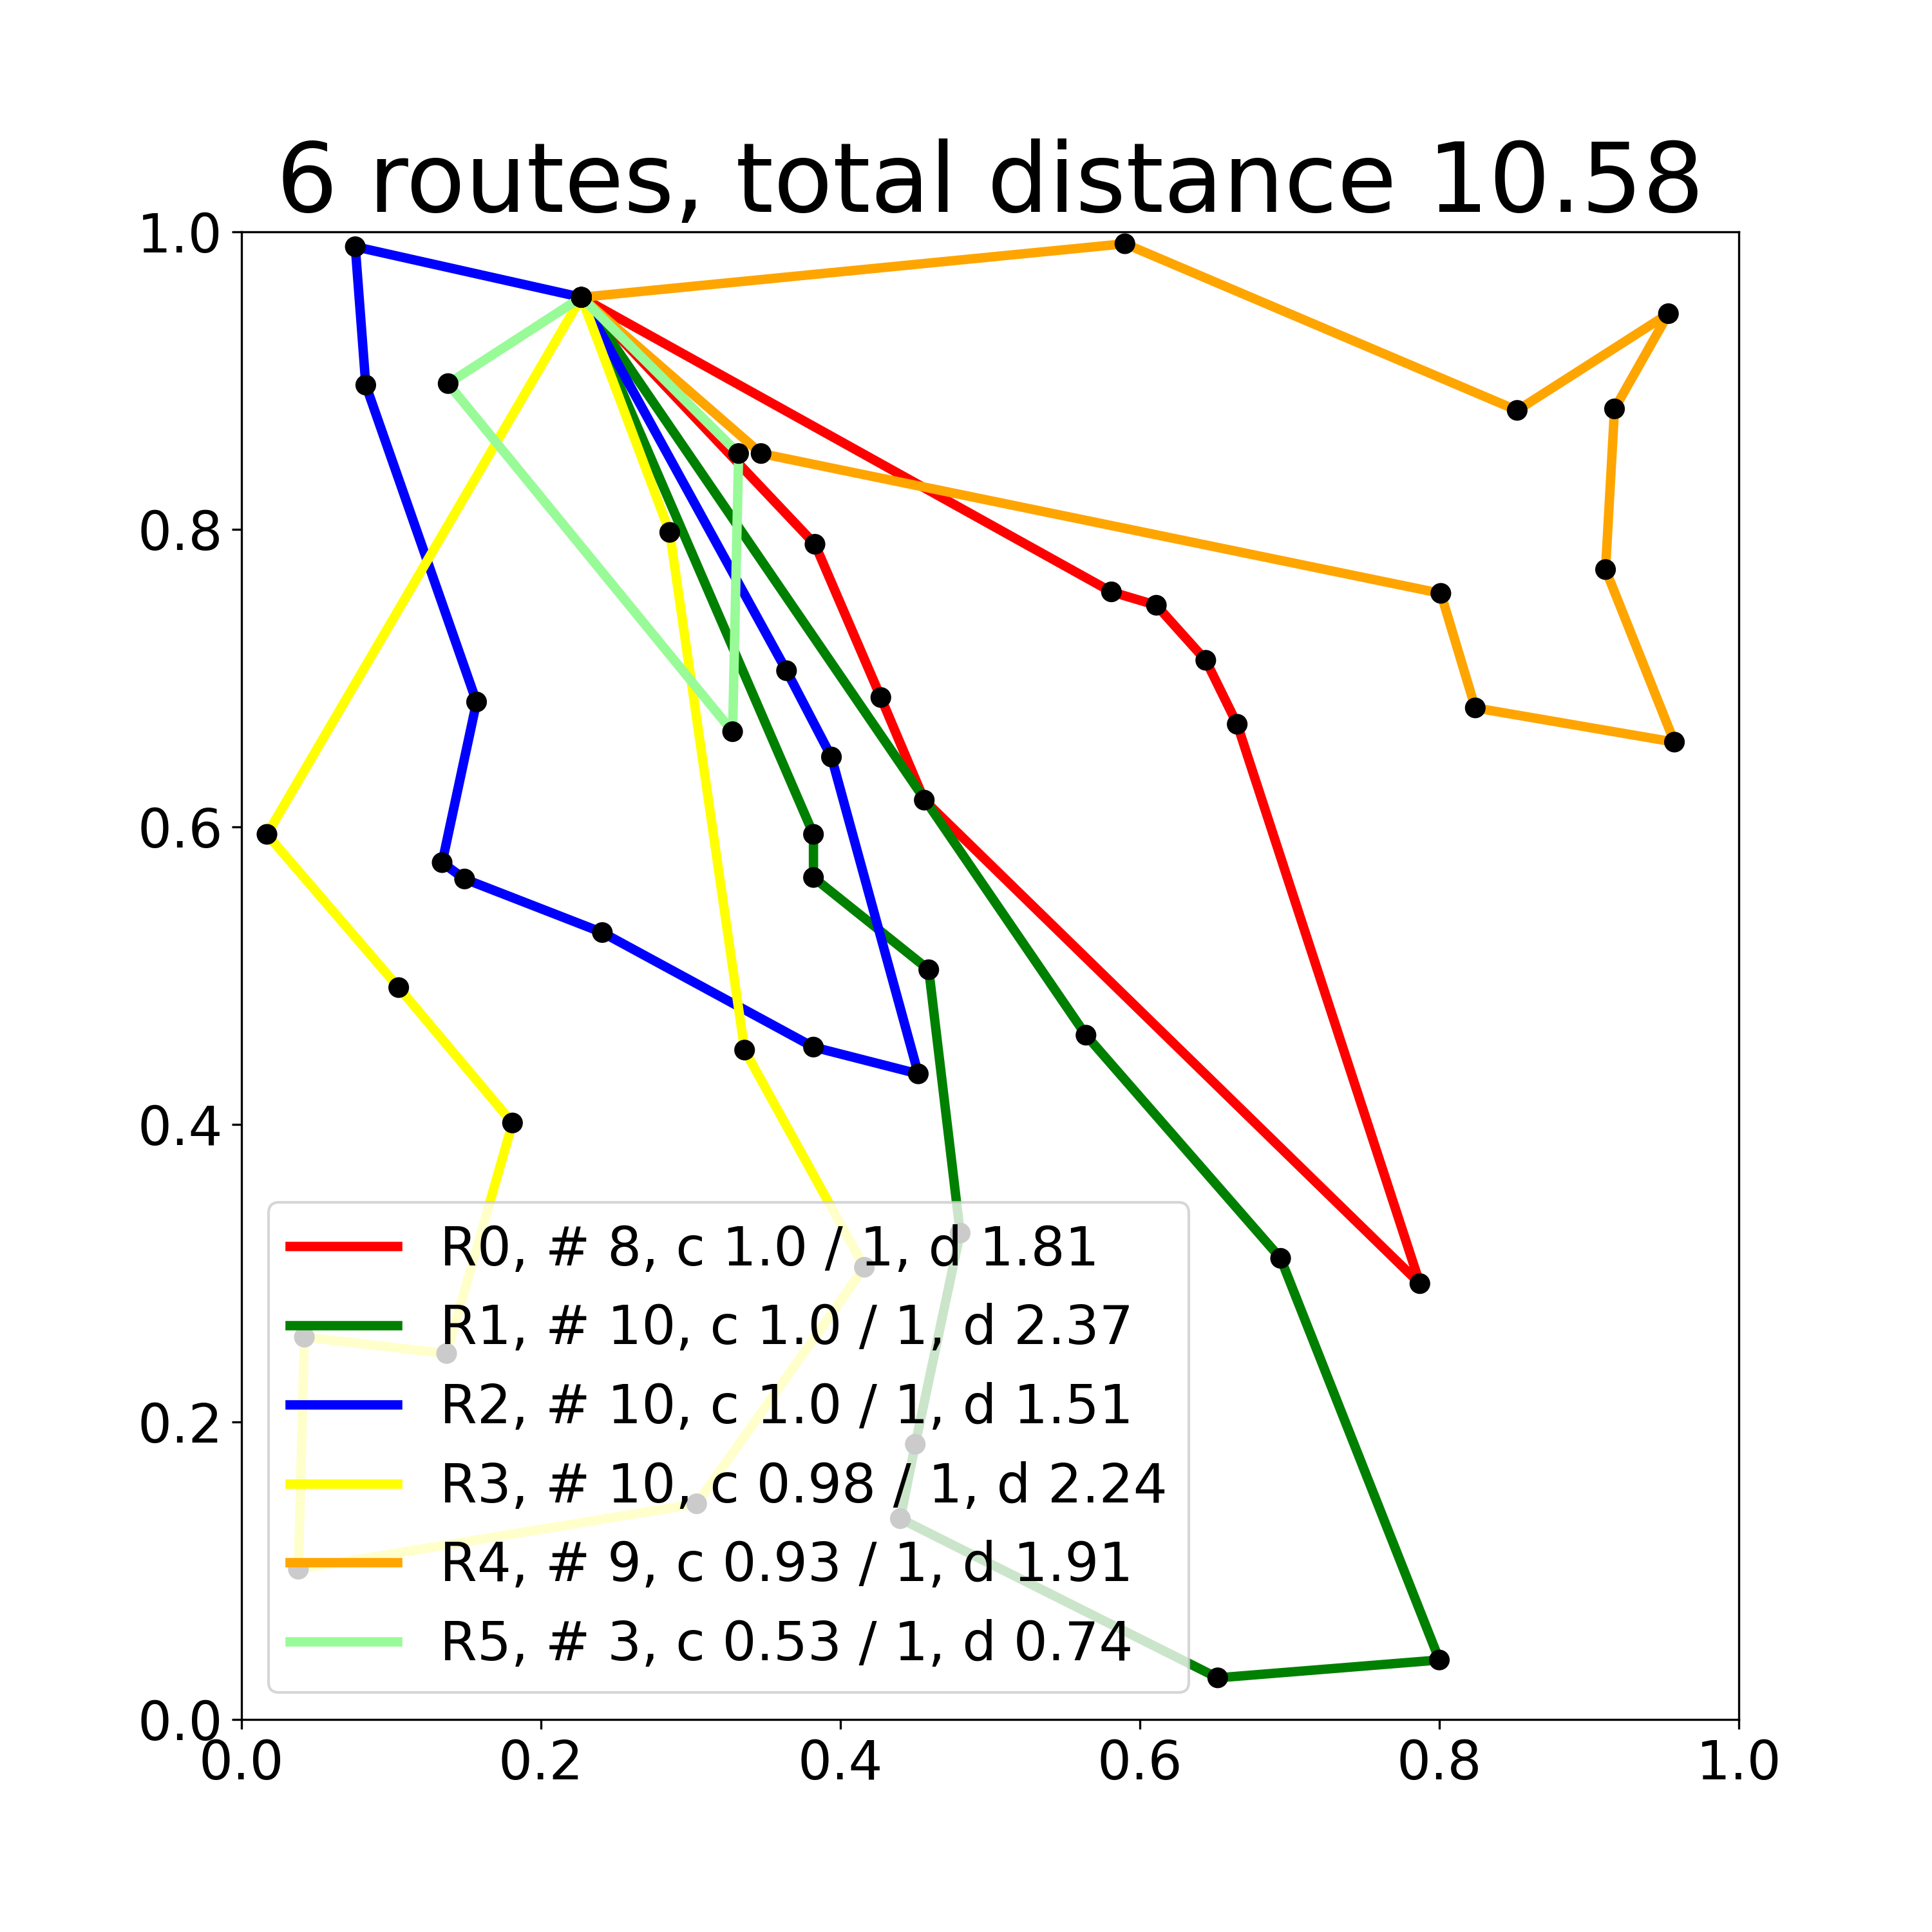 6 routes, total distance 10.58
1.0
0.8
0.6
0.4
0.2
0.0
R0, # 8, c 1.0 / 1, d 1.81
R1, # 10, c 1.0 / 1, d 2.37
R2, # 10, c 1.0 / 1, d 1.51
R3, # 10, c 0.98 / 1, d 2.24
R4, # 9, c 0.93 / 1, d 1.91
R5, # 3, c 0.53 / 1, d 0.74
0.0 0.2 0.4 0.6 0.8 1.0